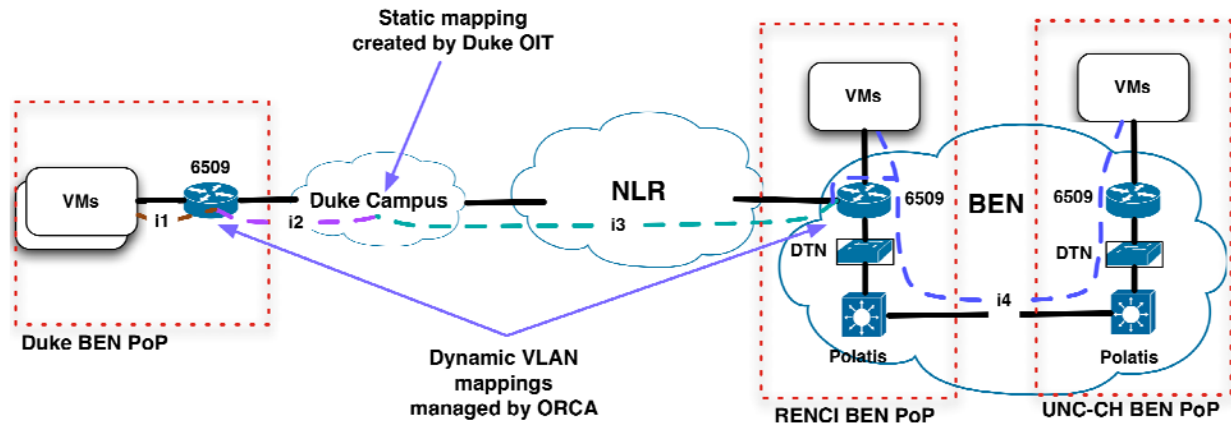 Static mapping
created by Duke OIT
VMs
VMs
6509
6509
6509
VMs
Duke Campus
NLR
BEN
i1
i2
i3
DTN
DTN
i4
Polatis
Polatis
Duke BEN PoP
Dynamic VLAN
mappings
managed by ORCA
RENCI BEN PoP
UNC-CH BEN PoP